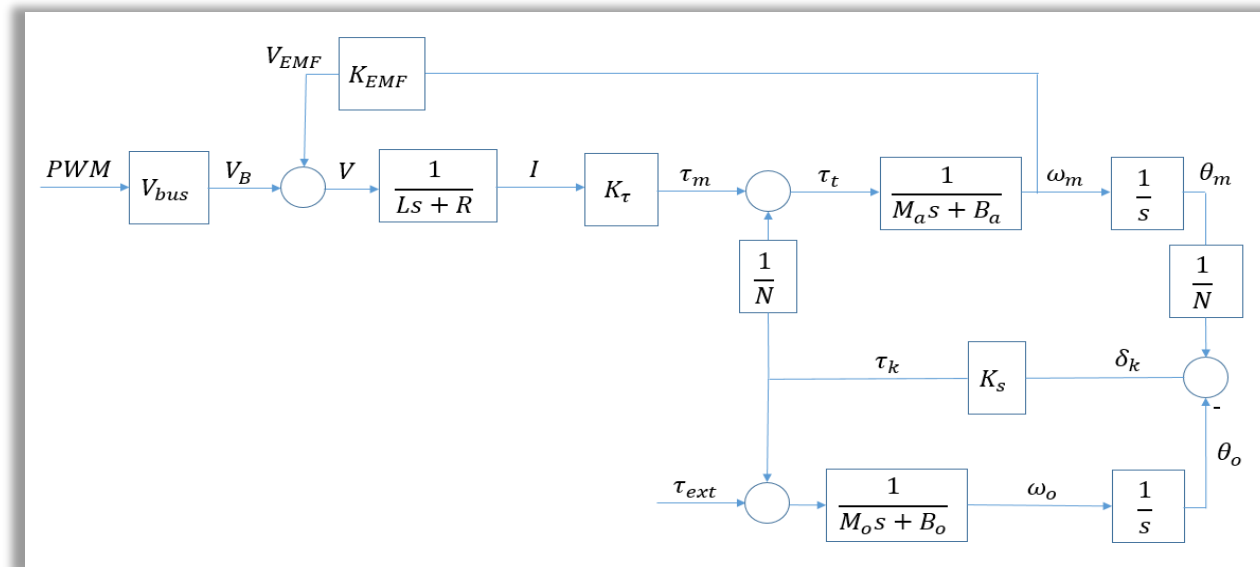 V_EMF
K_EMF
PWM
V_bus
V_B
V
1
Ls + R
I
K_τ
τ_m
τ_t
1
M_a s + B_a
ω_m
1
s
θ_m
1
N
1
N
τ_k
K_s
δ_k
-
θ_o
τ_ext
1
M_o s + B_o
ω_o
1
s